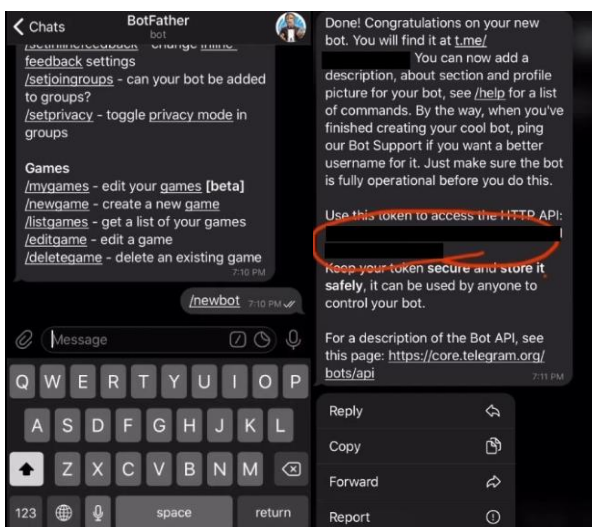 Chats
BotFather
bot
/setinlinefeedback - change inline
feedback settings
/setjoingroups - can your bot be added
to groups?
/setprivacy - toggle privacy mode in
groups
Games
/mygames - edit your games [beta]
/newgame - create a new game
/listgames - get a list of your games
/editgame - edit a game
/deletegame - delete an existing game
7:10 PM
/newbot 7:10 PM
Message
Q W E R T Y U I O P
A S D F G H J K L
Z X C V B N M
123 space return
Done! Congratulations on your new
bot. You will find it at t.me/
You can now add a
description, about section and profile
picture for your bot, see /help for a list
of commands. By the way, when you've
finished creating your cool bot, ping
our Bot Support if you want a better
username for it. Just make sure the bot
is fully operational before you do this.
Use this token to access the HTTP API:
Keep your token secure and store it
safely, it can be used by anyone to
control your bot.
For a description of the Bot API, see
this page: https://core.telegram.org/
bots/api
7:11 PM
Reply
Copy
Forward
Report